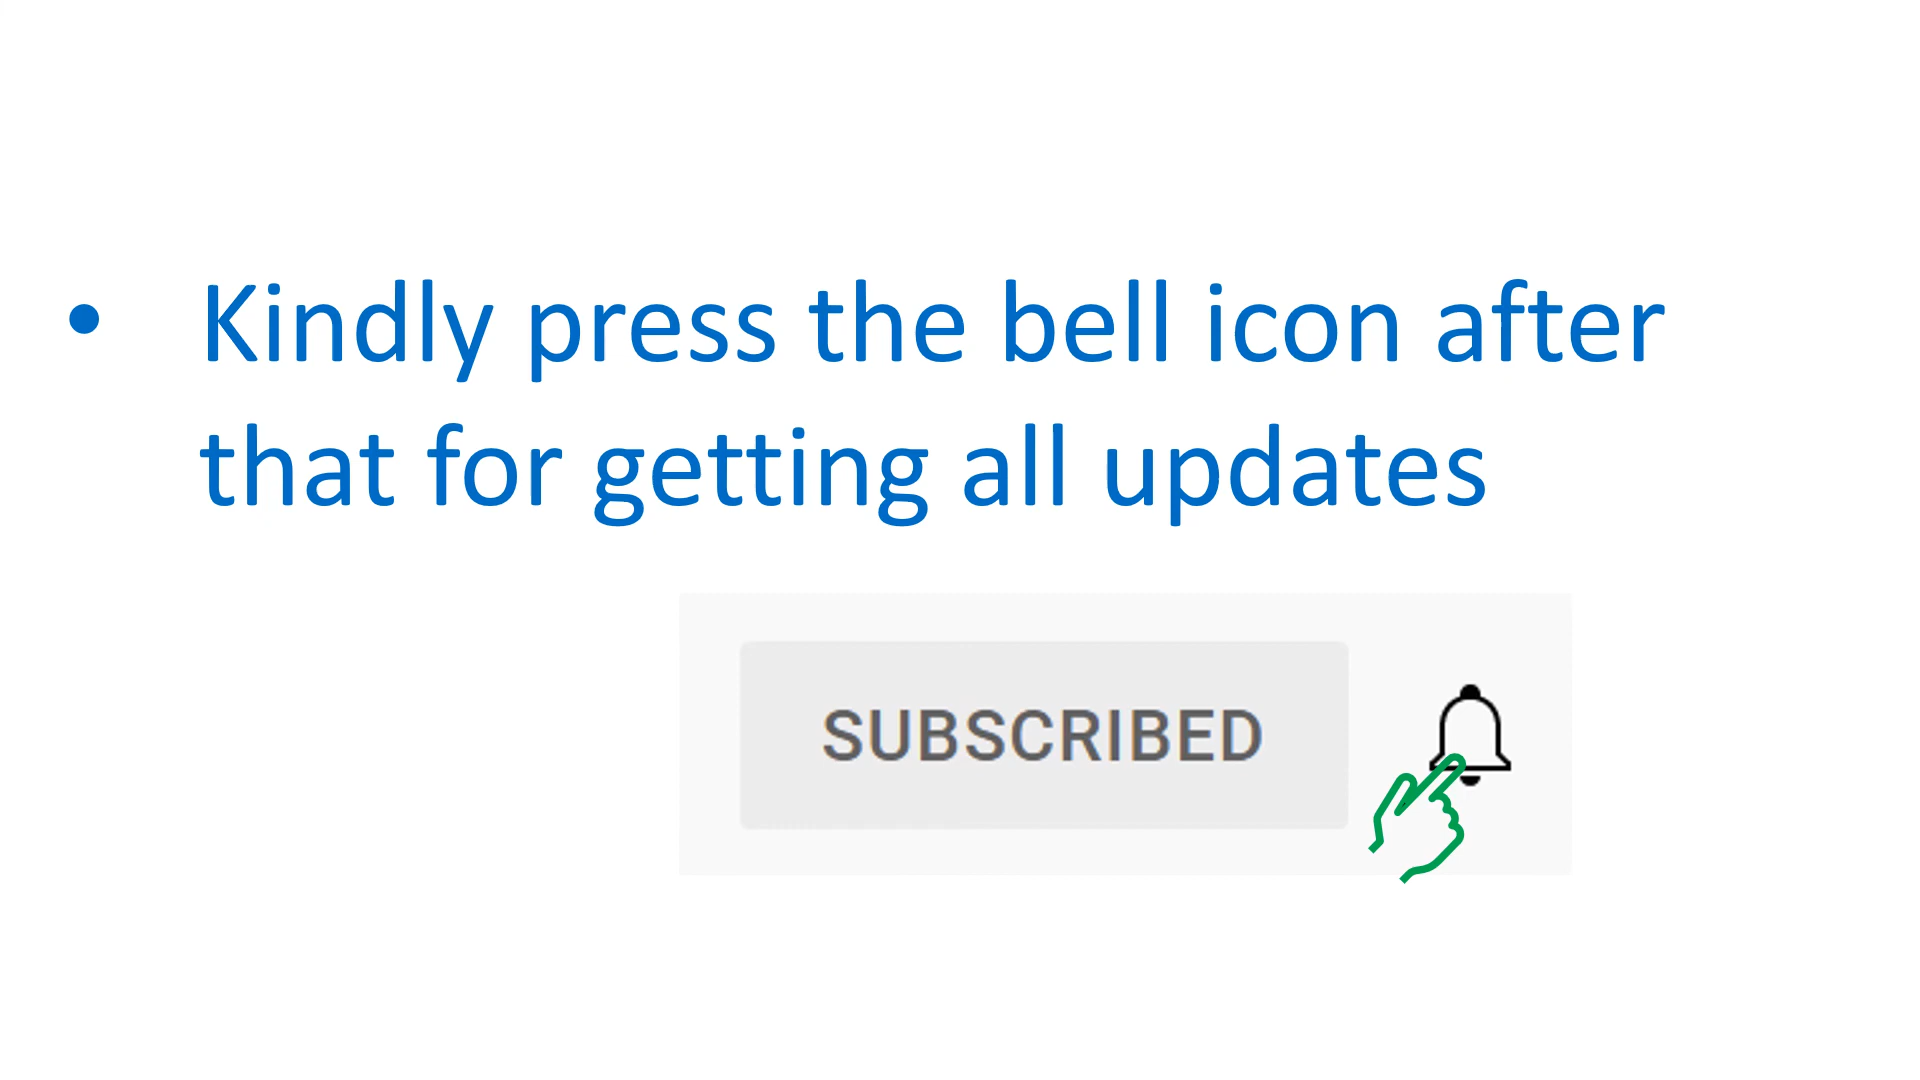 • Kindly press the bell icon after
that for getting all updates
SUBSCRIBED